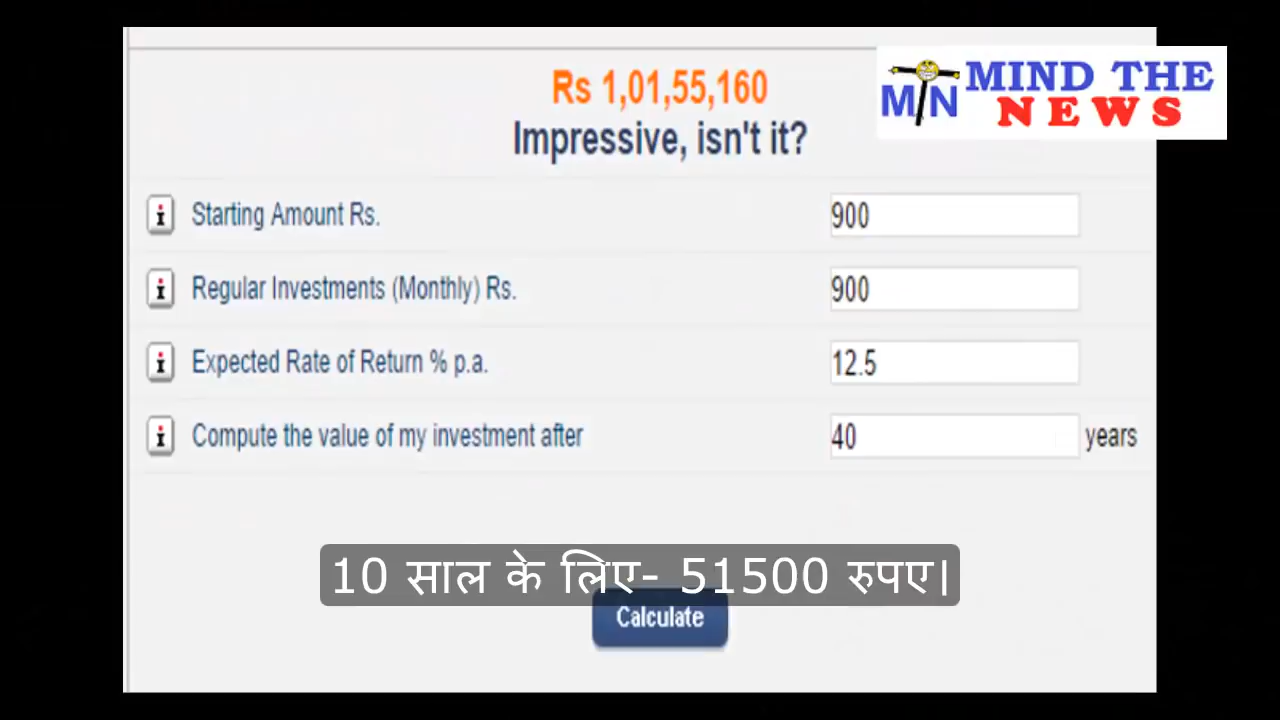 Rs 1,01,55,160
Impressive, isn't it?
MTN MIND THE
NEWS
Starting Amount Rs. 900
Regular Investments (Monthly) Rs. 900
Expected Rate of Return % p.a. 12.5
Compute the value of my investment after 40 years
10 साल के लिए- 51500 रुपए।
Calculate